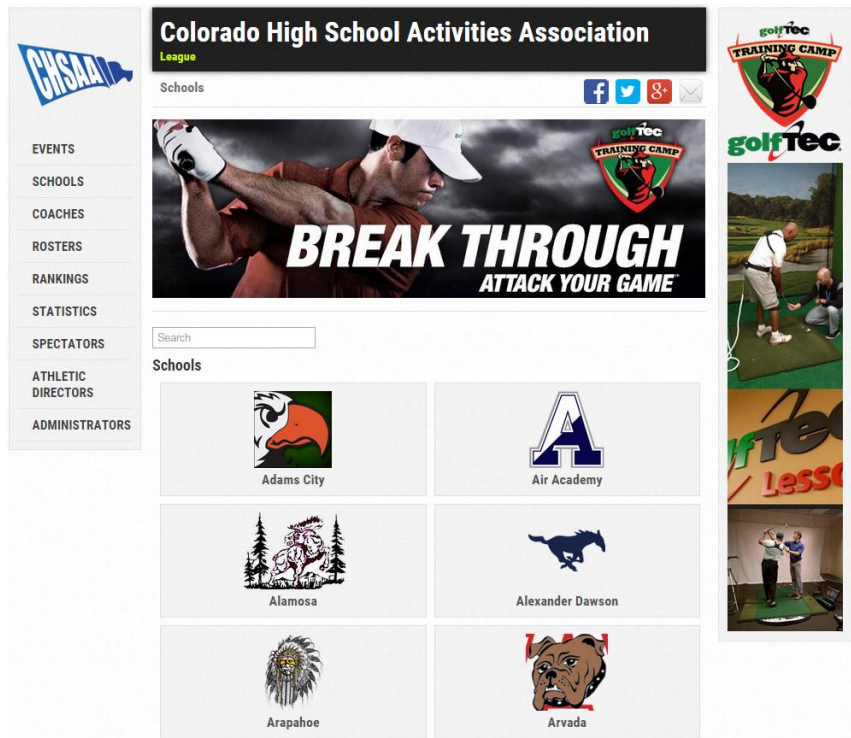 CHSAA
EVENTS
SCHOOLS
COACHES
ROSTERS
RANKINGS
STATISTICS
SPECTATORS
ATHLETIC
DIRECTORS
ADMINISTRATORS
Colorado High School Activities Association
League
Schools
golfTEC
TRAINING CAMP
BREAK THROUGH
ATTACK YOUR GAME
Search
Schools
Adams City
A
Air Academy
Alamosa
Alexander Dawson
Arapahoe
Arvada
golfTEC
TRAINING CAMP
golfTEC